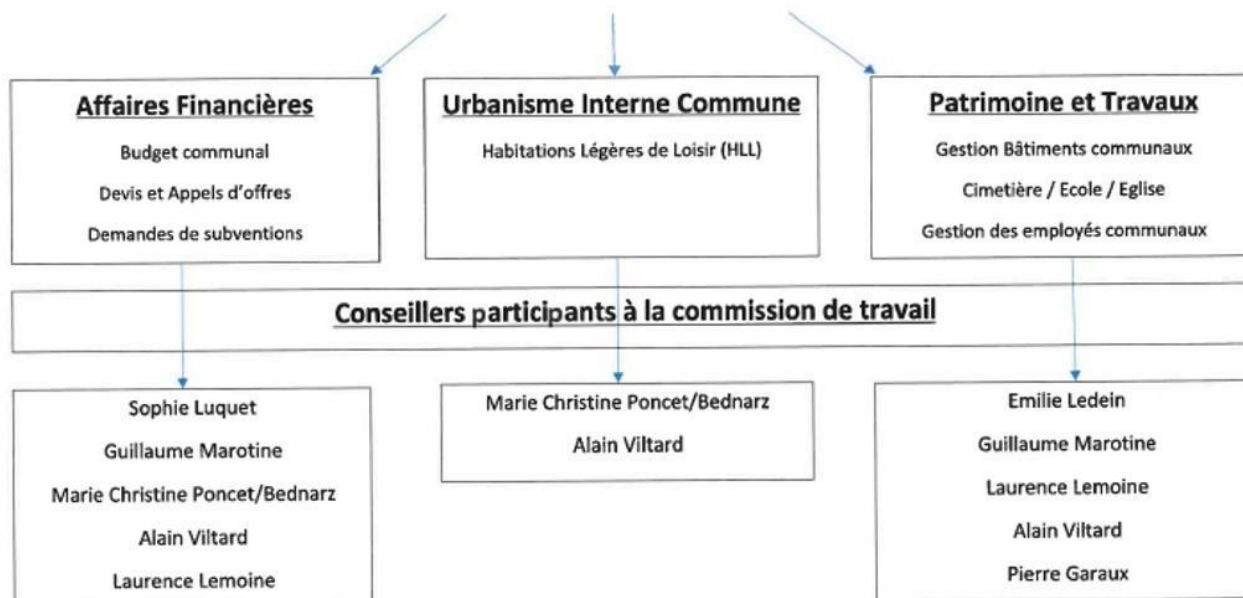 Affaires Financières
Budget communal
Devis et Appels d'offres
Demandes de subventions
Urbanisme Interne Commune
Habitations Légères de Loisir (HLL)
Patrimoine et Travaux
Gestion Bâtiments communaux
Cimetière / Ecole / Eglise
Gestion des employés communaux
Conseillers participants à la commission de travail
Sophie Luquet
Guillaume Marotine
Marie Christine Poncet/Bednarz
Alain Viltard
Laurence Lemoine
Marie Christine Poncet/Bednarz
Alain Viltard
Emilie Ledein
Guillaume Marotine
Laurence Lemoine
Alain Viltard
Pierre Garaux